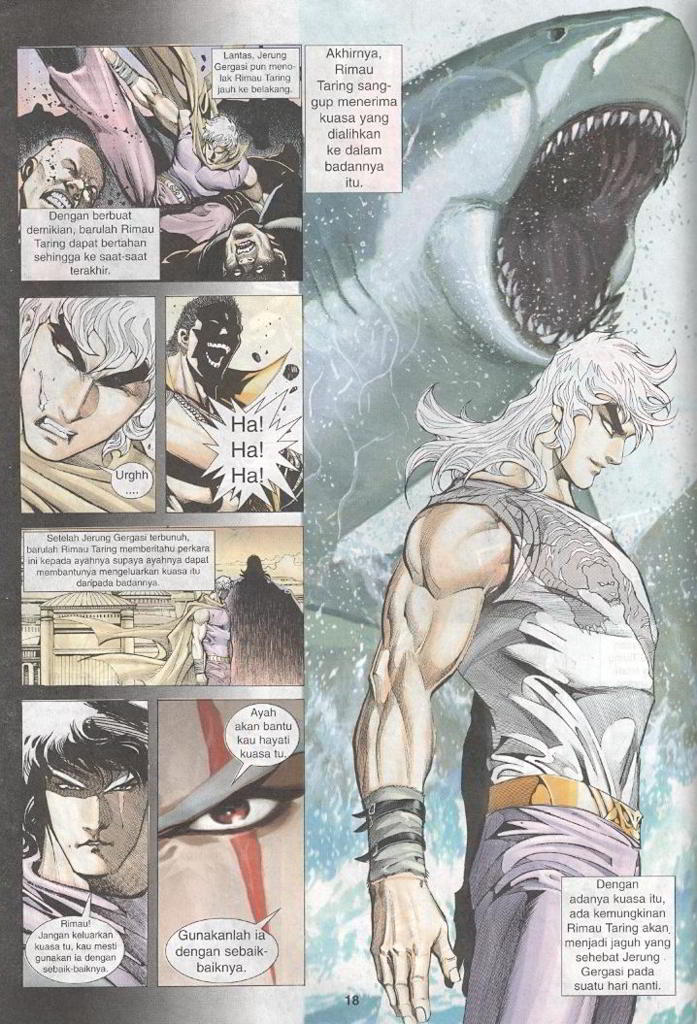 Lantas, Jerung
Gergasi pun meno-
lak Rimau Taring
jauh ke belakang.
Dengan berbuat
demikian, barulah Rimau
Taring dapat bertahan
sehingga ke saat-saat
terakhir.
Akhirnya,
Rimau
Taring sang-
gup menerima
kuasa yang
dialihkan
ke dalam
badannya
itu.
Urghh
....
Ha!
Ha!
Ha!
Setelah Jerung Gergasi terbunuh,
barulah Rimau Taring memberitahu perkara
ini kepada ayahnya supaya ayahnya dapat
membantunya mengeluarkan kuasa itu
daripada badannya.
Rimau!
Jangan keluarkan
kuasa tu, kau mesti
gunakan ia dengan
sebaik-baiknya.
Ayah
akan bantu
kau hayati
kuasa tu.
Gunakanlah ia
dengan sebaik-
baiknya.
Dengan
adanya kuasa itu,
ada kemungkinan
Rimau Taring akan
menjadi jaguh yang
sehebat Jerung
Gergasi pada
suatu hari nanti.
18